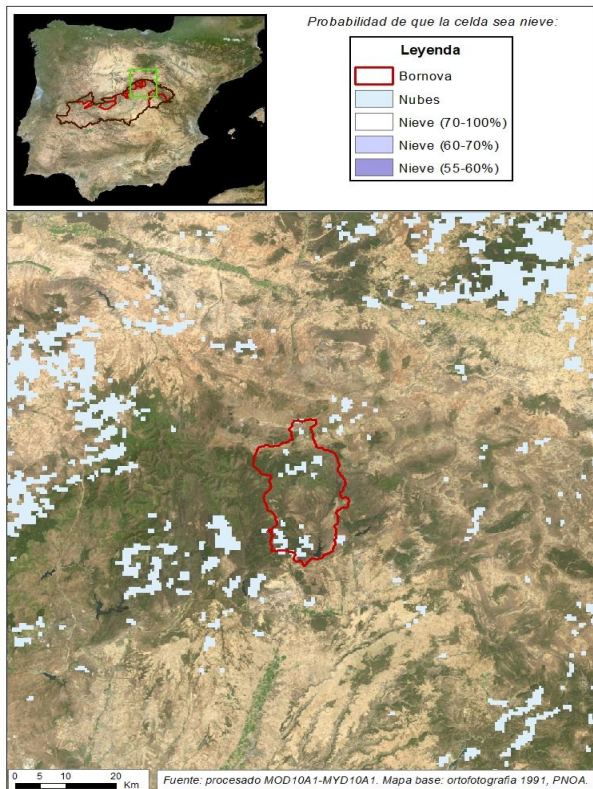 Probabilidad de que la celda sea nieve:
Leyenda
Bornova
Nubes
Nieve (70-100%)
Nieve (60-70%)
Nieve (55-60%)
0 5 10 20
Km
Fuente: procesado MOD10A1-MYD10A1. Mapa base: ortofotografia 1991, PNOA.